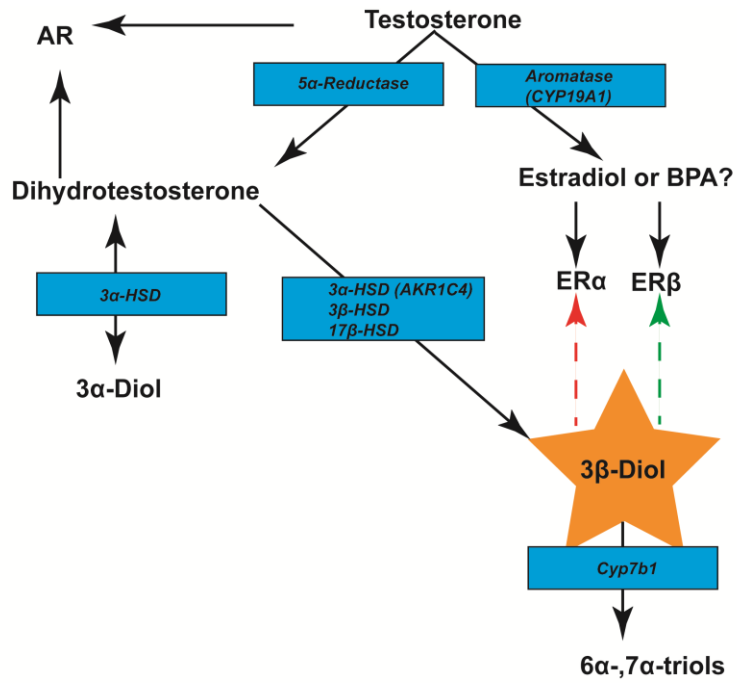 Testosterone
AR
5α-Reductase
Aromatase
(CYP19A1)
Dihydrotestosterone
Estradiol or BPA?
3α-HSD
3α-HSD (AKR1C4)
3β-HSD
17β-HSD
ERα
ERβ
3α-Diol
3β-Diol
Cyp7b1
6α-,7α-triols